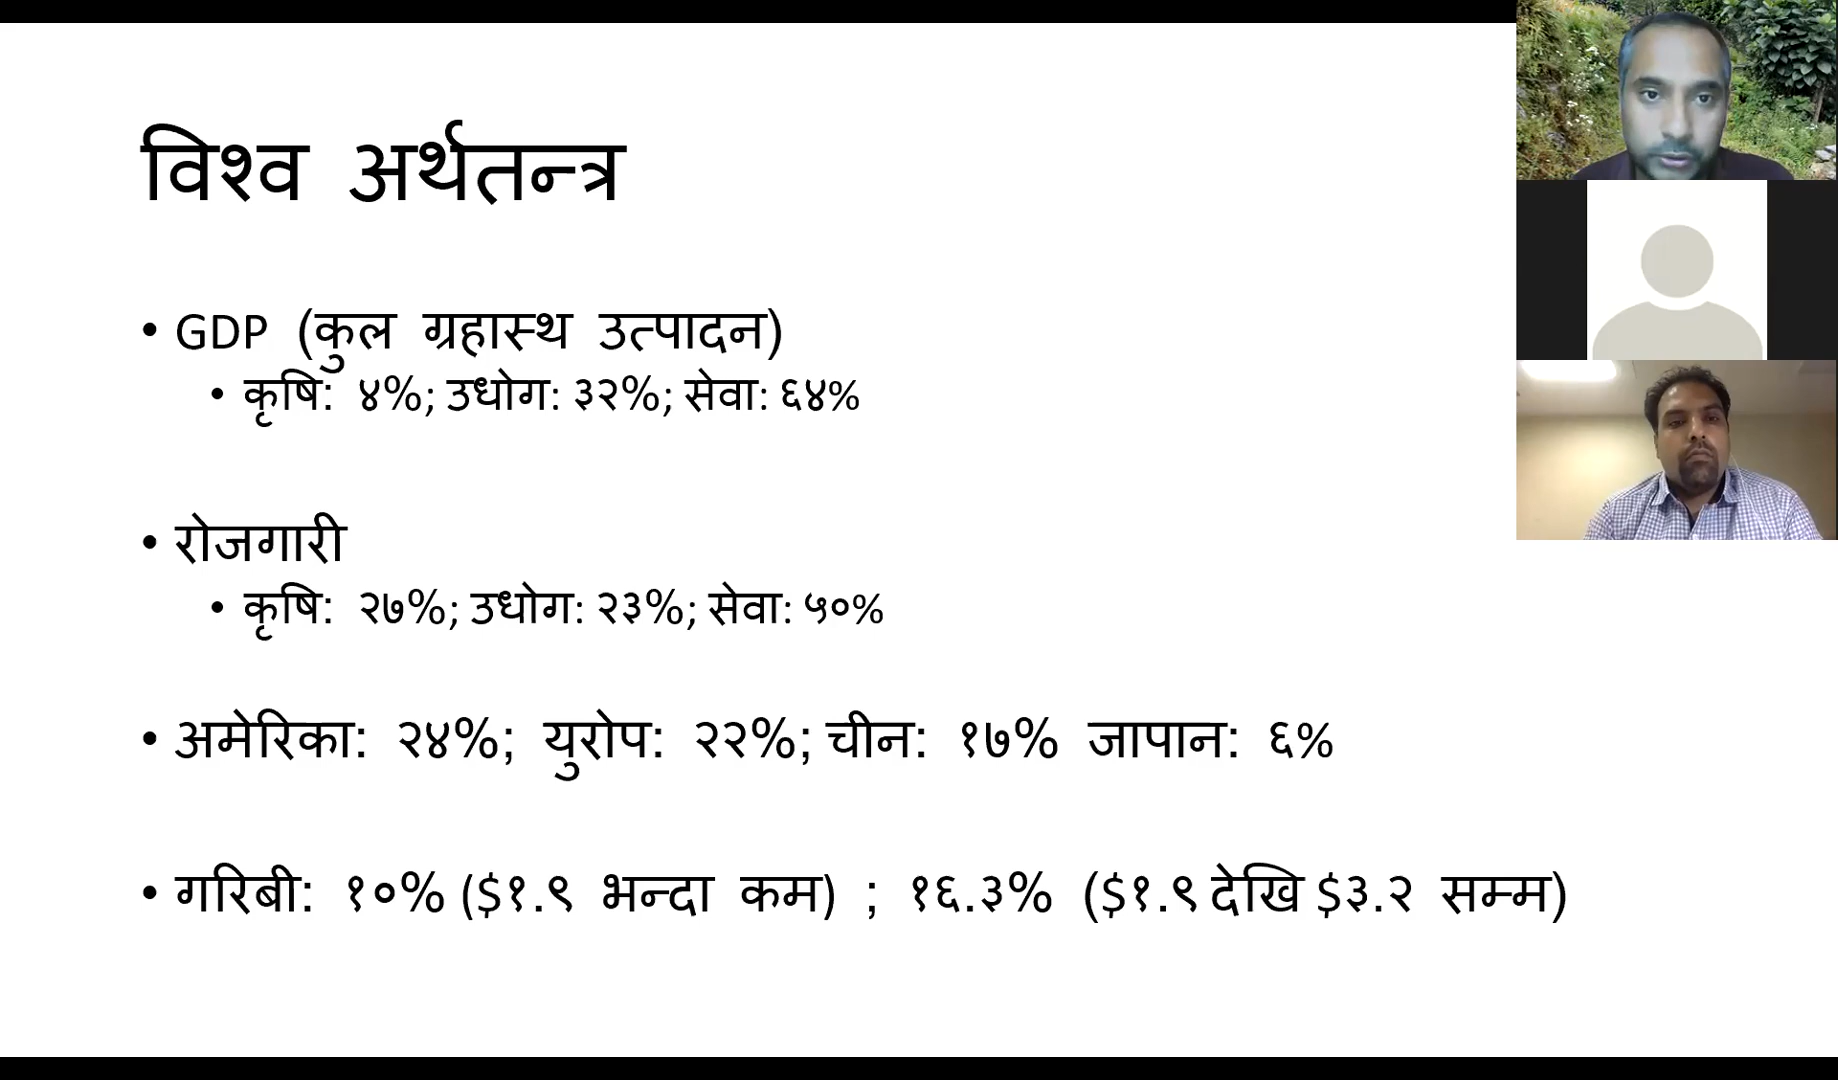 विश्व अर्थतन्त्र
• GDP (कुल ग्रहास्थ उत्पादन)
• कृषि: ४%; उधोग: ३२%; सेवा: ६४%
• रोजगारी
• कृषि: २७%; उधोग: २३%; सेवा: ५०%
• अमेरिका: २४%; युरोप: २२%; चीन: १७% जापान: ६%
• गरिबी: १०% ($१.९ भन्दा कम) ; १६.३% ($१.९ देखि $३.२ सम्म)